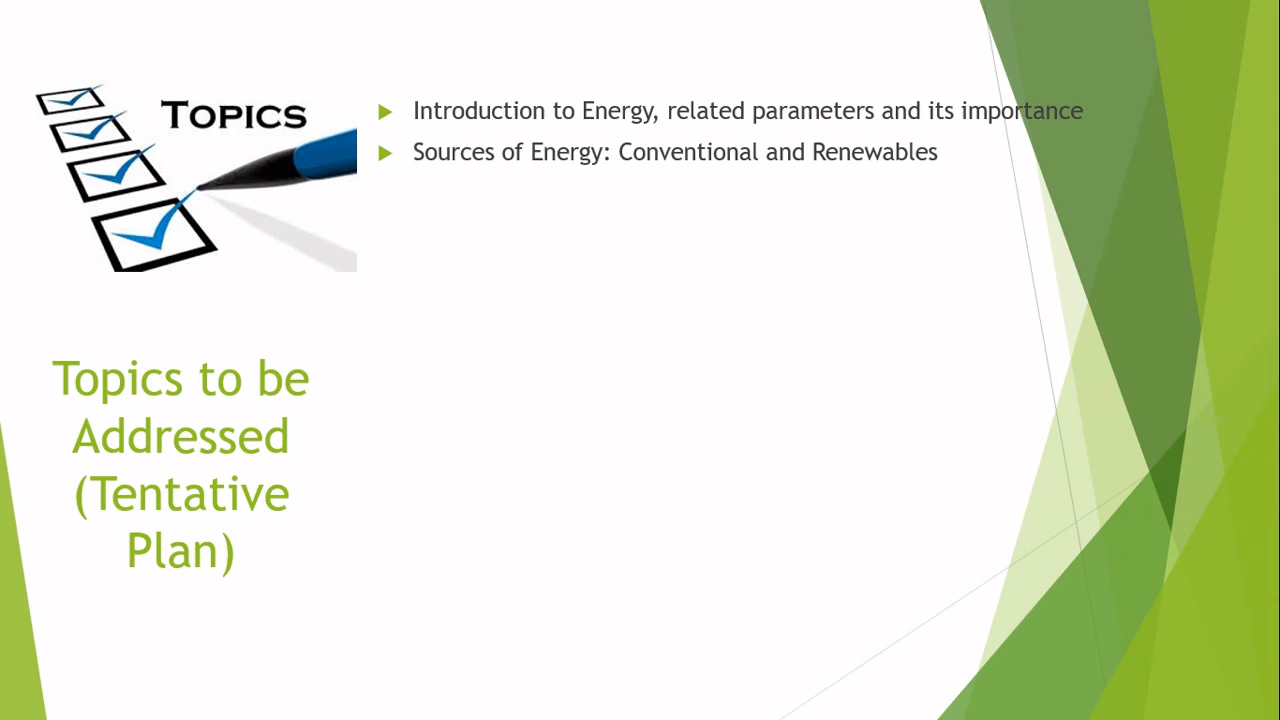 TOPICS
Introduction to Energy, related parameters and its importance
Sources of Energy: Conventional and Renewables
Topics to be
Addressed
(Tentative
Plan)